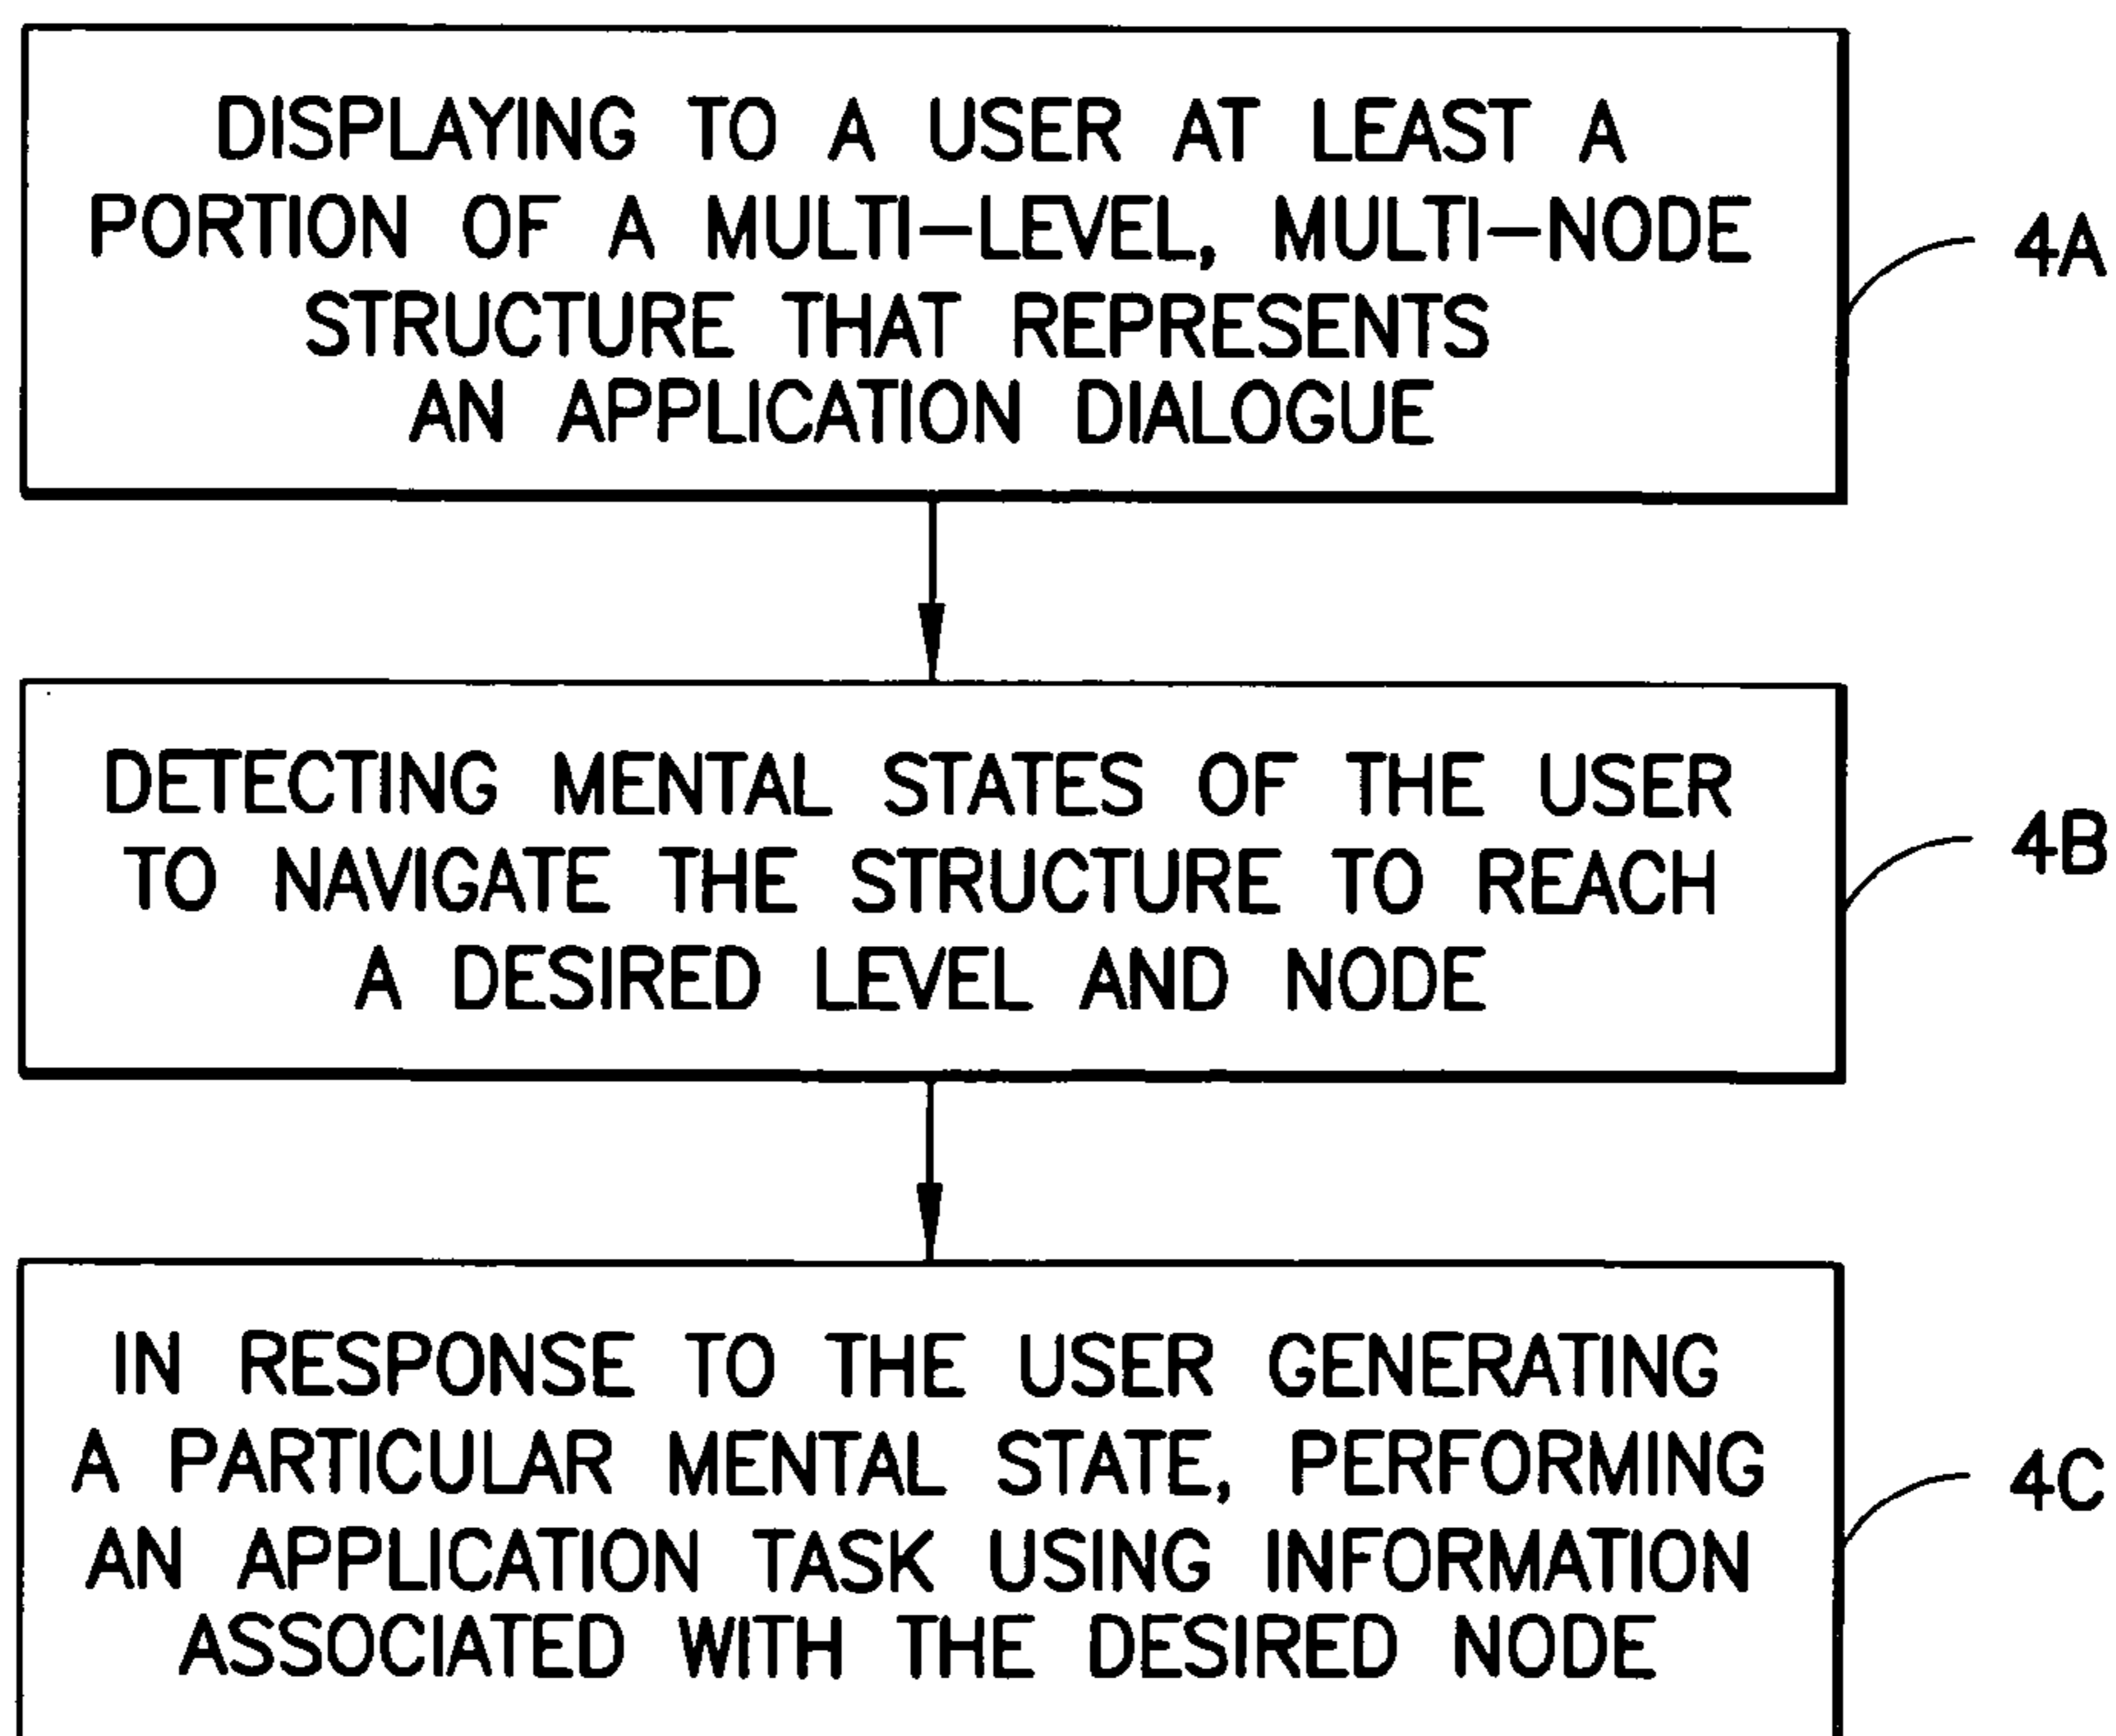 DISPLAYING TO A USER AT LEAST A
PORTION OF A MULTI-LEVEL, MULTI-NODE
STRUCTURE THAT REPRESENTS
AN APPLICATION DIALOGUE
4A
DETECTING MENTAL STATES OF THE USER
TO NAVIGATE THE STRUCTURE TO REACH
A DESIRED LEVEL AND NODE
4B
IN RESPONSE TO THE USER GENERATING
A PARTICULAR MENTAL STATE, PERFORMING
AN APPLICATION TASK USING INFORMATION
ASSOCIATED WITH THE DESIRED NODE
4C